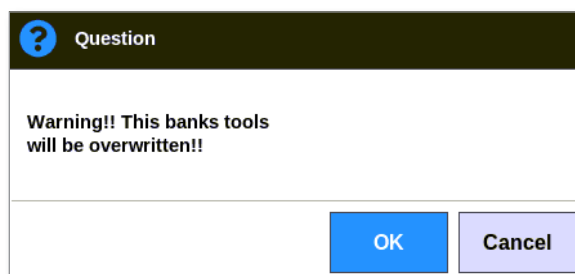 Question
Warning!! This banks tools
will be overwritten!!
OK
Cancel